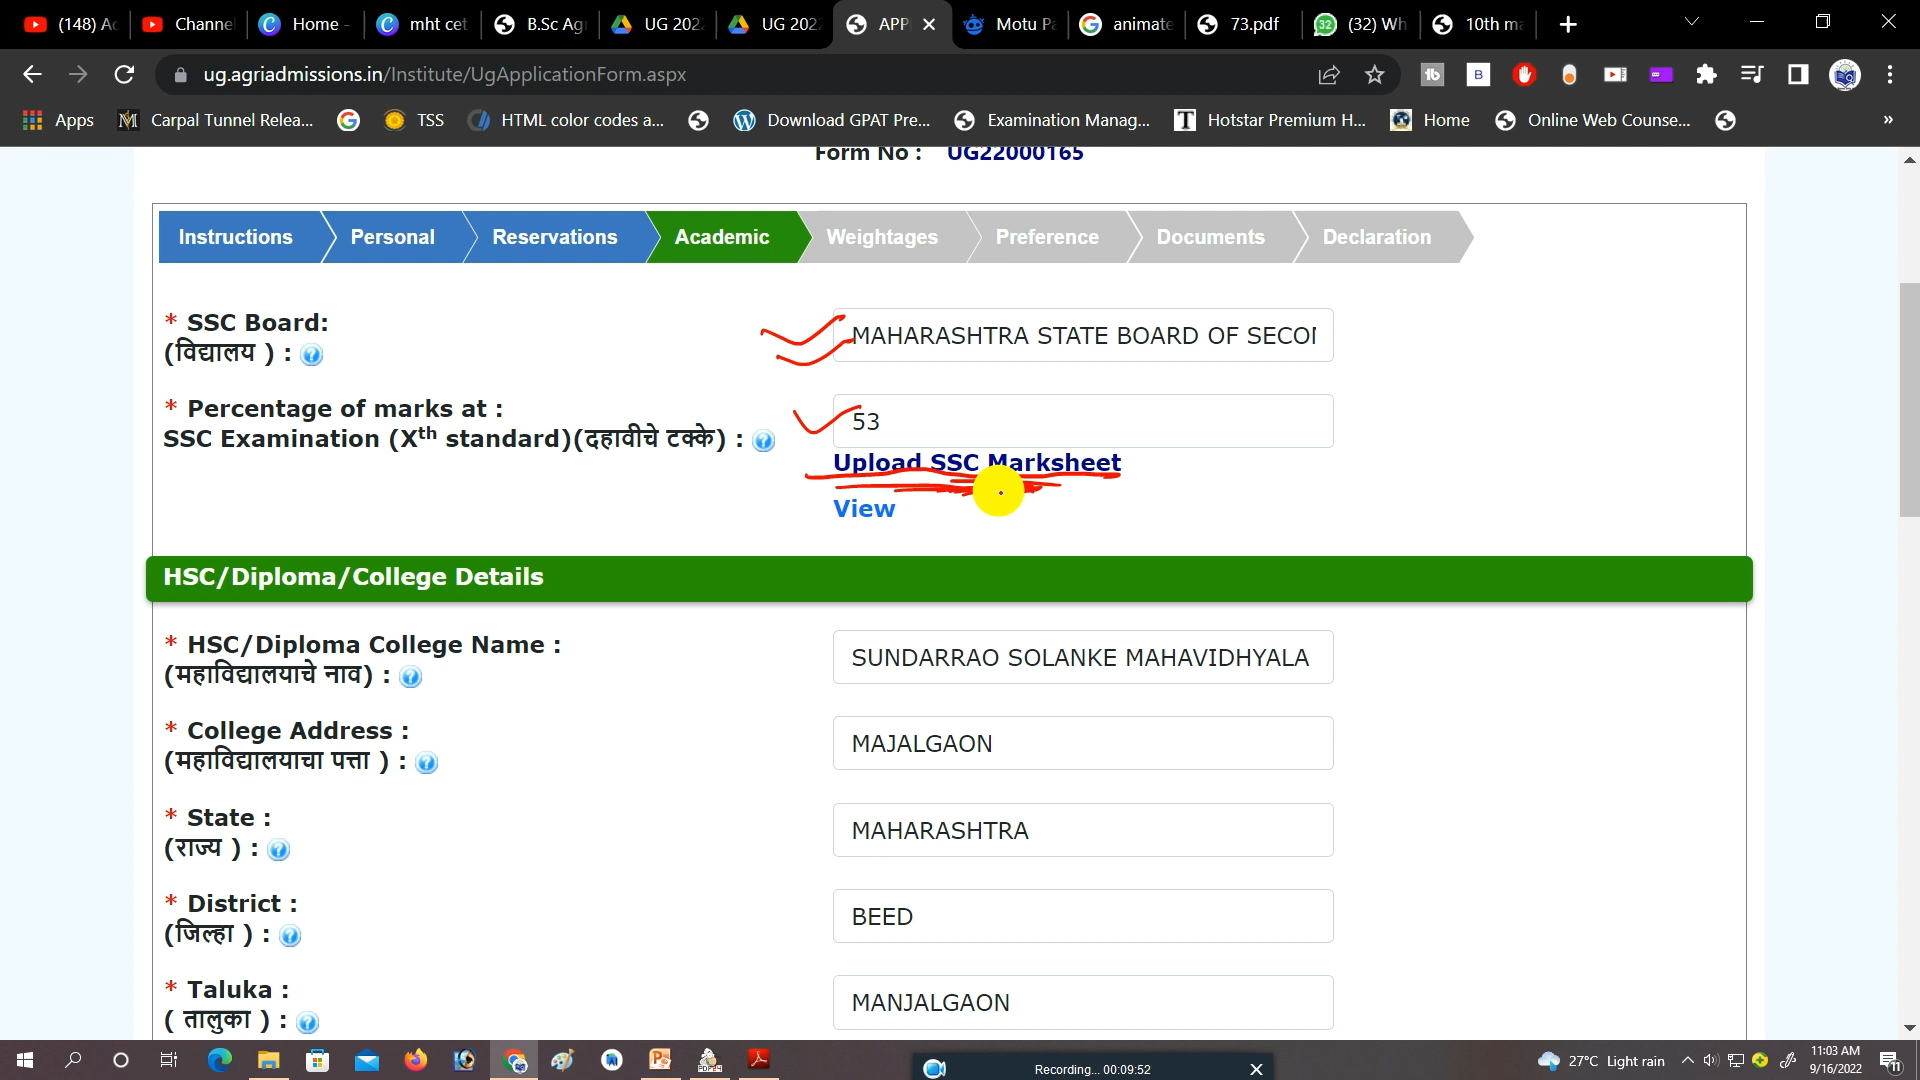 (148) Ac
Channe
Home -
mht cet
B.Sc Ag
UG 202
UG 202
APP
Motu Pa
animate
73.pdf
(32) Wh
10th ma
ug.agriadmissions.in/Institute/UgApplicationForm.aspx
Apps
Carpal Tunnel Relea...
TSS
HTML color codes a...
Download GPAT Pre...
Examination Manag...
Hotstar Premium H...
Home
Online Web Counse...
»
Form No : UG22000165
Instructions
Personal
Reservations
Academic
Weightages
Preference
Documents
Declaration
* SSC Board:
(विद्यालय ) :
MAHARASHTRA STATE BOARD OF SECON
* Percentage of marks at :
SSC Examination (Xth standard)(दहावीचे टक्के) :
53
Upload SSC Marksheet
View
HSC/Diploma/College Details
* HSC/Diploma College Name :
(महाविद्यालयाचे नाव) :
SUNDARRAO SOLANKE MAHAVIDHYALA
* College Address :
(महाविद्यालयाचा पत्ता ) :
MAJALGAON
* State :
(राज्य ) :
MAHARASHTRA
* District :
(जिल्हा ) :
BEED
* Taluka :
( तालुका ) :
MANJALGAON
Recording... 00:09:52
27°C Light rain
11:03 AM
9/16/2022
11